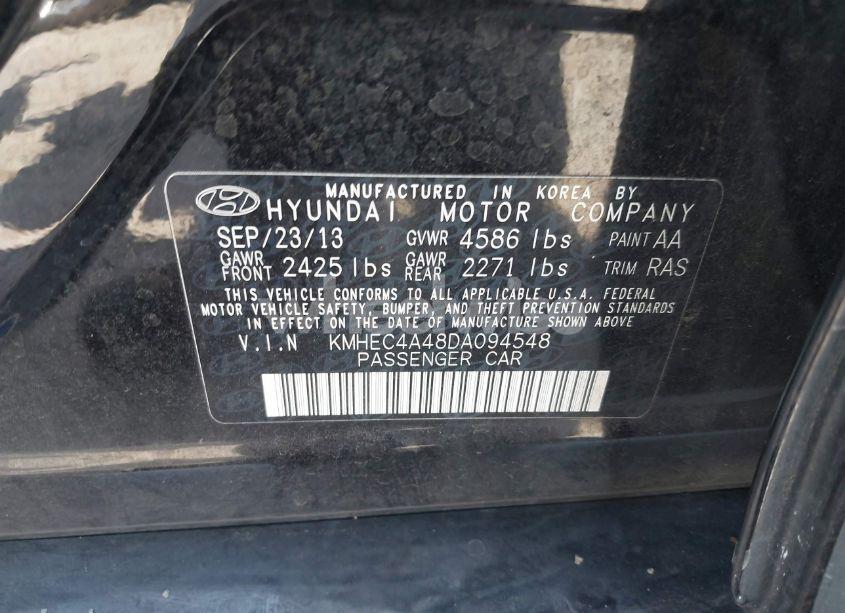 MANUFACTURED IN KOREA BY
HYUNDAI MOTOR COMPANY
SEP/23/13 GVWR 4586 lbs PAINT AA
GAWR FRONT 2425 lbs GAWR REAR 2271 lbs TRIM RAS
THIS VEHICLE CONFORMS TO ALL APPLICABLE U.S.A. FEDERAL
MOTOR VEHICLE SAFETY, BUMPER, AND THEFT PREVENTION STANDARDS
IN EFFECT ON THE DATE OF MANUFACTURE SHOWN ABOVE
V.I.N KMHEC4A48DA094548
PASSENGER CAR